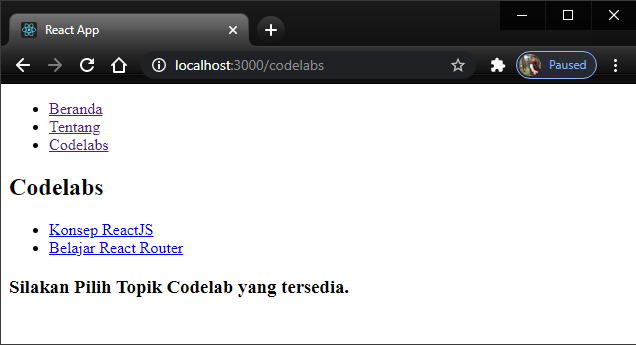 React App
localhost:3000/codelabs
Paused
Beranda
Tentang
Codelabs
Codelabs
Konsep ReactJS
Belajar React Router
Silakan Pilih Topik Codelab yang tersedia.